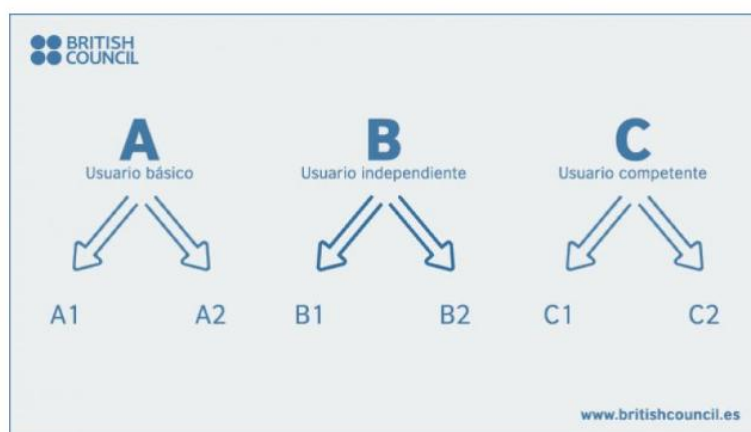 BRITISH
COUNCIL
A
Usuario básico
B
Usuario independiente
C
Usuario competente
A1
A2
B1
B2
C1
C2
www.britishcouncil.es